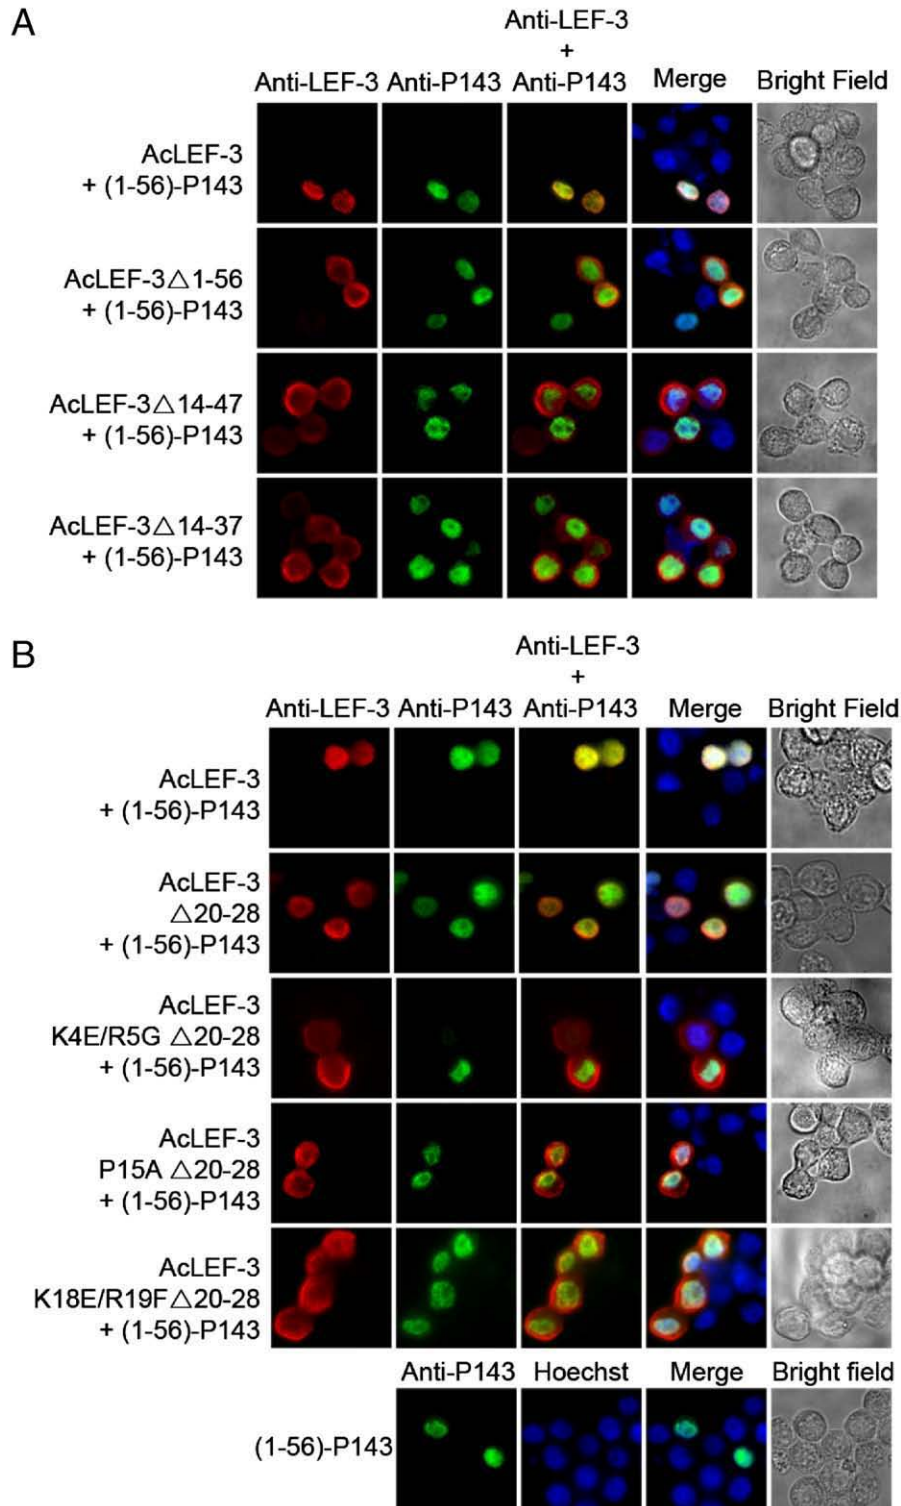 A
Anti-LEF-3
+
Anti-LEF-3 Anti-P143 Anti-P143 Merge Bright Field
AcLEF-3
+ (1-56)-P143
AcLEF-3△1-56
+ (1-56)-P143
AcLEF-3△14-47
+ (1-56)-P143
AcLEF-3△14-37
+ (1-56)-P143
B
Anti-LEF-3
+
Anti-LEF-3 Anti-P143 Anti-P143 Merge Bright Field
AcLEF-3
+ (1-56)-P143
AcLEF-3
△20-28
+ (1-56)-P143
AcLEF-3
K4E/R5G △20-28
+ (1-56)-P143
AcLEF-3
P15A △20-28
+ (1-56)-P143
AcLEF-3
K18E/R19F△20-28
+ (1-56)-P143
Anti-P143 Hoechst Merge Bright field
(1-56)-P143